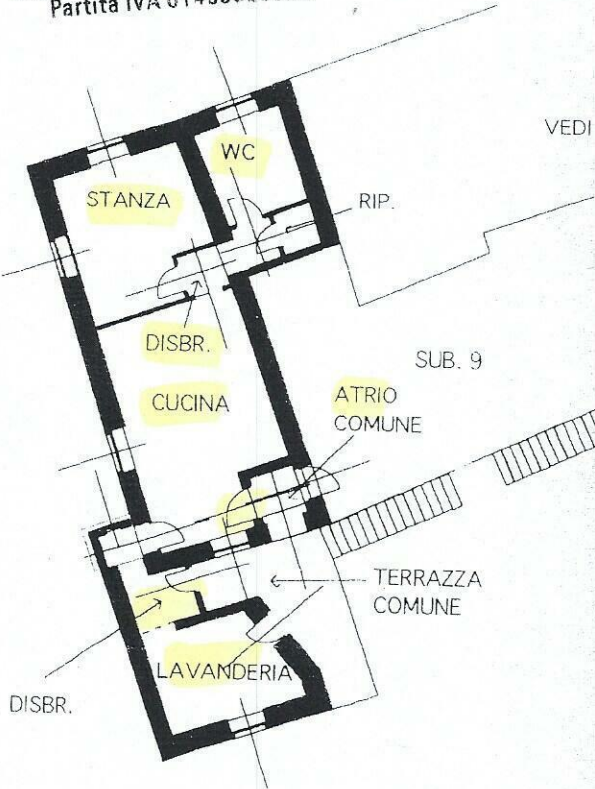 Partita IVA
VEDI
WC
STANZA
RIP.
DISBR.
SUB. 9
CUCINA
ATRIO
COMUNE
TERRAZZA
COMUNE
LAVANDERIA
DISBR.